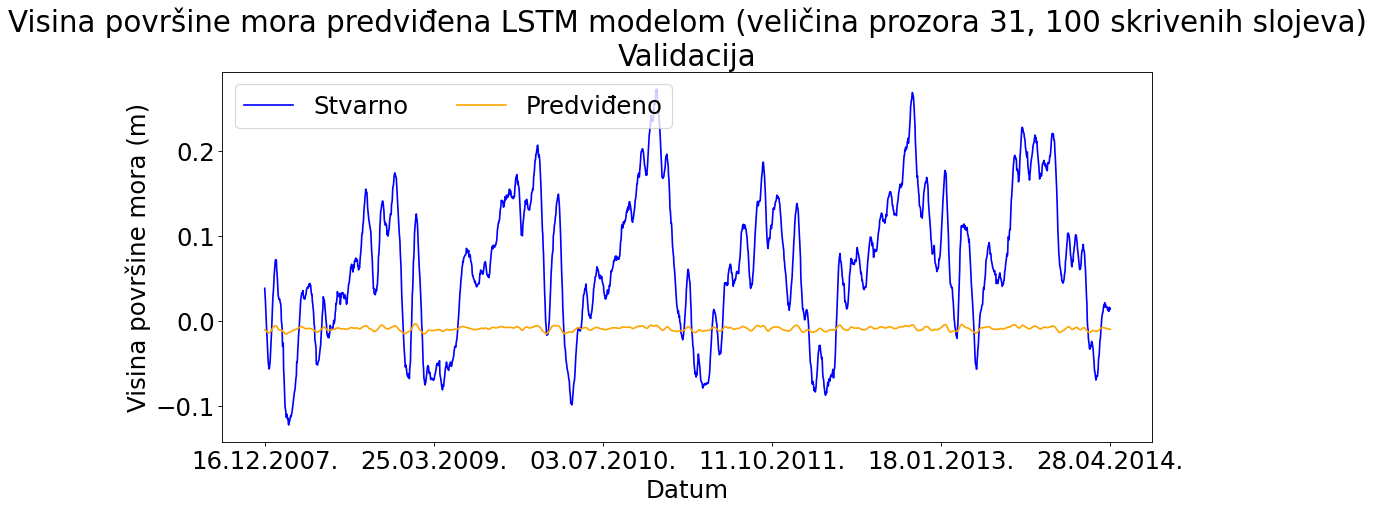 Visina površine mora predviđena LSTM modelom (veličina prozora 31, 100 skrivenih slojeva)
Validacija
Stvarno Predviđeno
Visina površine mora (m)
0.2
0.1
0.0
−0.1
16.12.2007. 25.03.2009. 03.07.2010. 11.10.2011. 18.01.2013. 28.04.2014.
Datum